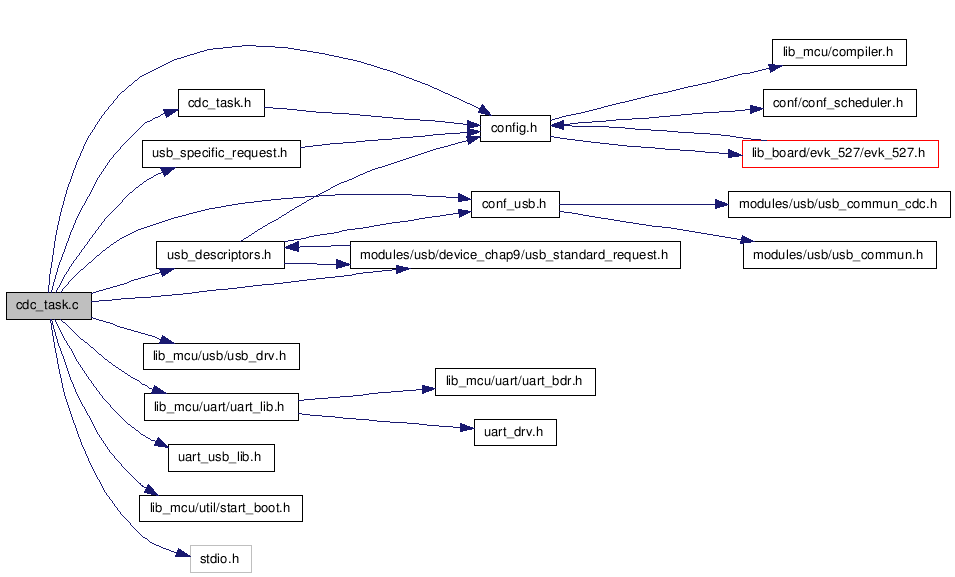 lib_mcu/compiler.h
cdc_task.h
conf/conf_scheduler.h
config.h
usb_specific_request.h
lib_board/evk_527/evk_527.h
conf_usb.h
modules/usb/usb_commun_cdc.h
usb_descriptors.h
modules/usb/device_chap9/usb_standard_request.h
modules/usb/usb_commun.h
cdc_task.c
lib_mcu/usb/usb_drv.h
lib_mcu/uart/uart_bdr.h
lib_mcu/uart/uart_lib.h
uart_drv.h
uart_usb_lib.h
lib_mcu/util/start_boot.h
stdio.h